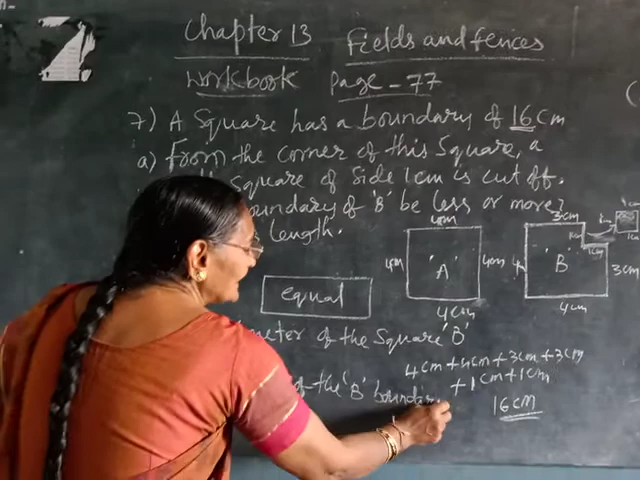 Chapter 13 Fields and fences
Workbook Page - 77
7) A Square has a boundary of 16cm
a) From the corner of this Square, a
Square of Side 1cm is cut off.
boundary of 'B' be less or more?
length.
4cm
4cm 'A' 4cm
4cm
3cm
'B' 3cm
4cm
equal
meter of the Square 'B'
4cm + 4cm + 3cm + 3cm
+ 1cm + 1cm
of the 'B' boundary
16cm